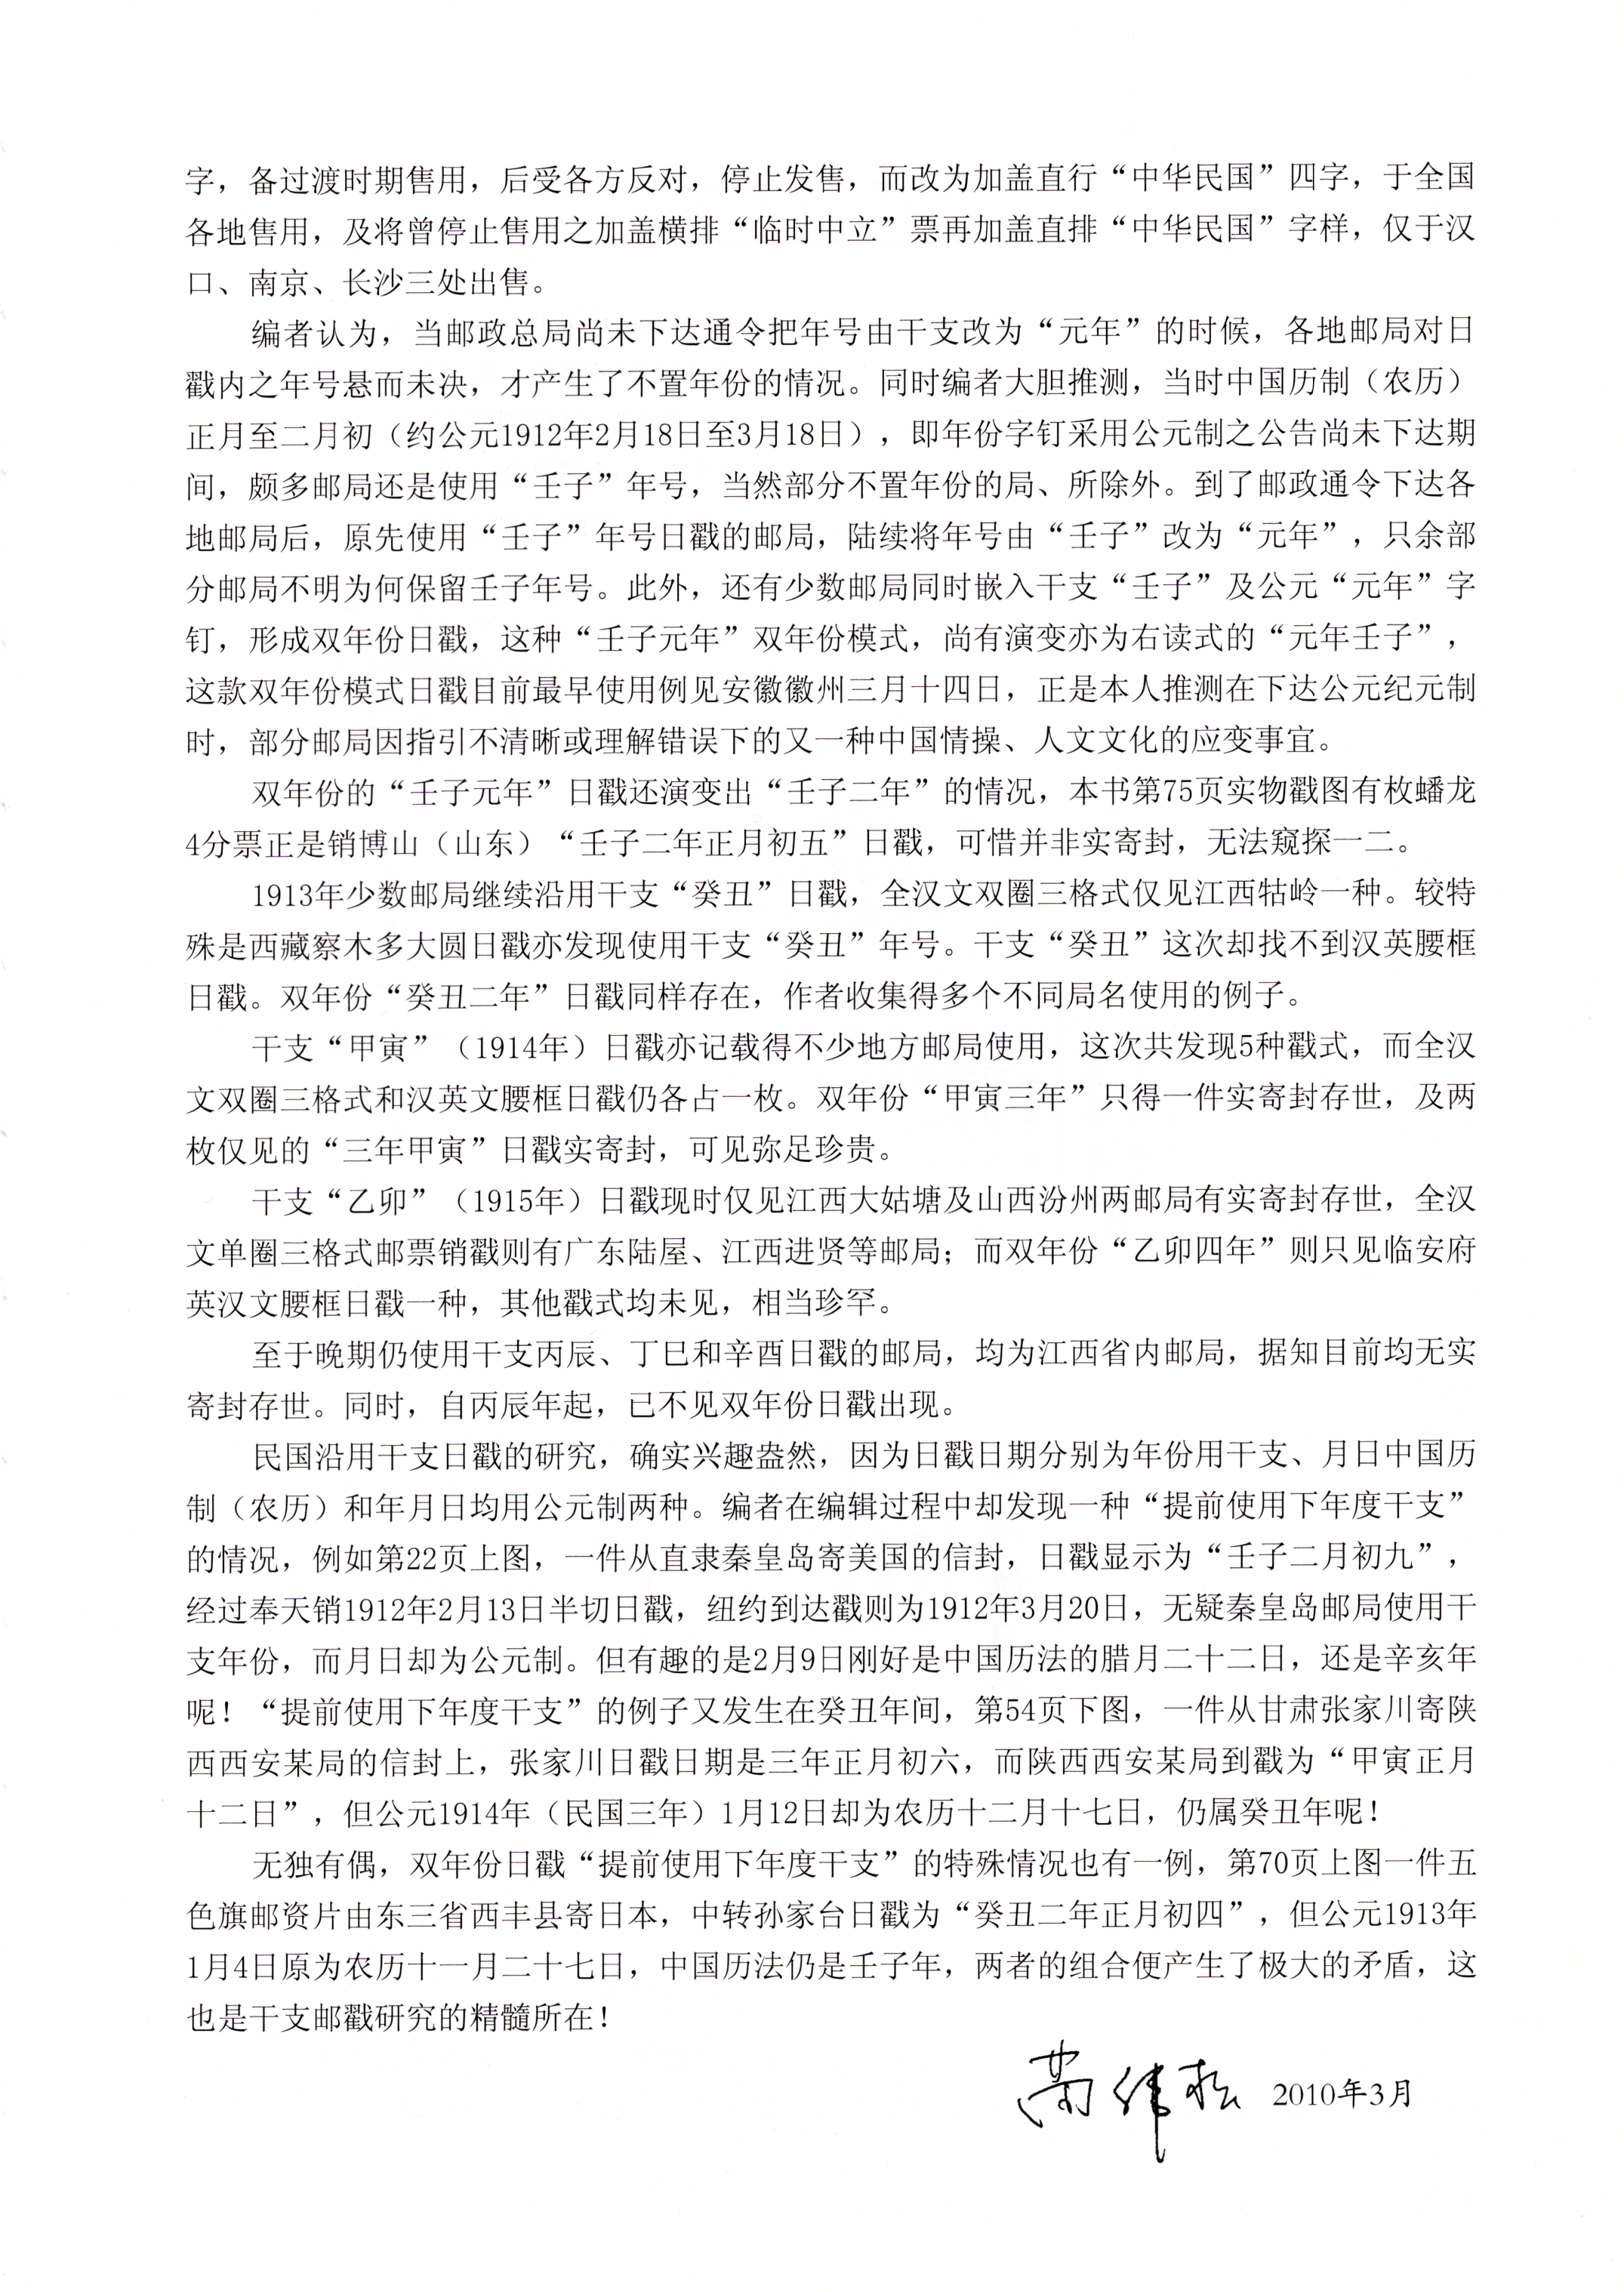 字，备过渡时期售用，后受各方反对，停止发售，而改为加盖直行“中华民国”四字，于全国
各地售用，及将曾停止售用之加盖横排“临时中立”票再加盖直排“中华民国”字样，仅于汉
口、南京、长沙三处出售。
编者认为，当邮政总局尚未下达通令把年号由干支改为“元年”的时候，各地邮局对日
戳内之年号悬而未决，才产生了不置年份的情况。同时编者大胆推测，当时中国历制（农历）
正月至二月初（约公元1912年2月18日至3月18日），即年份字钉采用公元制之公告尚未下达期
间，颇多邮局还是使用“壬子”年号，当然部分不置年份的局、所除外。到了邮政通令下达各
地邮局后，原先使用“壬子”年号日戳的邮局，陆续将年号由“壬子”改为“元年”，只余部
分邮局不明为何保留壬子年号。此外，还有少数邮局同时嵌入干支“壬子”及公元“元年”字
钉，形成双年份日戳，这种“壬子元年”双年份模式，尚有演变亦为右读式的“元年壬子”，
这款双年份模式日戳目前最早使用例见安徽徽州三月十四日，正是本人推测在下达公元纪元制
时，部分邮局因指引不清晰或理解错误下的又一种中国情操、人文文化的应变事宜。
双年份的“壬子元年”日戳还演变出“壬子二年”的情况，本书第75页实物戳图有枚蟠龙
4分票正是销博山（山东）“壬子二年正月初五”日戳，可惜并非实寄封，无法窥探一二。
1913年少数邮局继续沿用干支“癸丑”日戳，全汉文双圈三格式仅见江西牯岭一种。较特
殊是西藏察木多大圆日戳亦发现使用干支“癸丑”年号。干支“癸丑”这次却找不到汉英腰框
日戳。双年份“癸丑二年”日戳同样存在，作者收集得多个不同局名使用的例子。
干支“甲寅”（1914年）日戳亦记载得不少地方邮局使用，这次共发现5种戳式，而全汉
文双圈三格式和汉英文腰框日戳仍各占一枚。双年份“甲寅三年”只得一件实寄封存世，及两
枚仅见的“三年甲寅”日戳实寄封，可见弥足珍贵。
干支“乙卯”（1915年）日戳现时仅见江西大姑塘及山西汾州两邮局有实寄封存世，全汉
文单圈三格式邮票销戳则有广东陆屋、江西进贤等邮局；而双年份“乙卯四年”则只见临安府
英汉文腰框日戳一种，其他戳式均未见，相当珍罕。
至于晚期仍使用干支丙辰、丁巳和辛酉日戳的邮局，均为江西省内邮局，据知目前均无实
寄封存世。同时，自丙辰年起，已不见双年份日戳出现。
民国沿用干支日戳的研究，确实兴趣盎然，因为日戳日期分别为年份用干支、月日中国历
制（农历）和年月日均用公元制两种。编者在编辑过程中却发现一种“提前使用下年度干支”
的情况，例如第22页上图，一件从直隶秦皇岛寄美国的信封，日戳显示为“壬子二月初九”，
经过奉天销1912年2月13日半切日戳，纽约到达戳则为1912年3月20日，无疑秦皇岛邮局使用干
支年份，而月日却为公元制。但有趣的是2月9日刚好是中国历法的腊月二十二日，还是辛亥年
呢！“提前使用下年度干支”的例子又发生在癸丑年间，第54页下图，一件从甘肃张家川寄陕
西西安某局的信封上，张家川日戳日期是三年正月初六，而陕西西安某局到戳为“甲寅正月
十二日”，但公元1914年（民国三年）1月12日却为农历十二月十七日，仍属癸丑年呢！
无独有偶，双年份日戳“提前使用下年度干支”的特殊情况也有一例，第70页上图一件五
色旗邮资片由东三省西丰县寄日本，中转孙家台日戳为“癸丑二年正月初四”，但公元1913年
1月4日原为农历十一月二十七日，中国历法仍是壬子年，两者的组合便产生了极大的矛盾，这
也是干支邮戳研究的精髓所在！
伟松 2010年3月